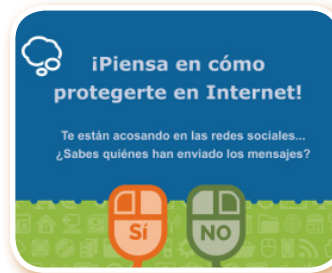 ¡Piensa en cómo
protegerte en Internet!
Te están acosando en las redes sociales...
¿Sabes quiénes han enviado los mensajes?
Sí
NO